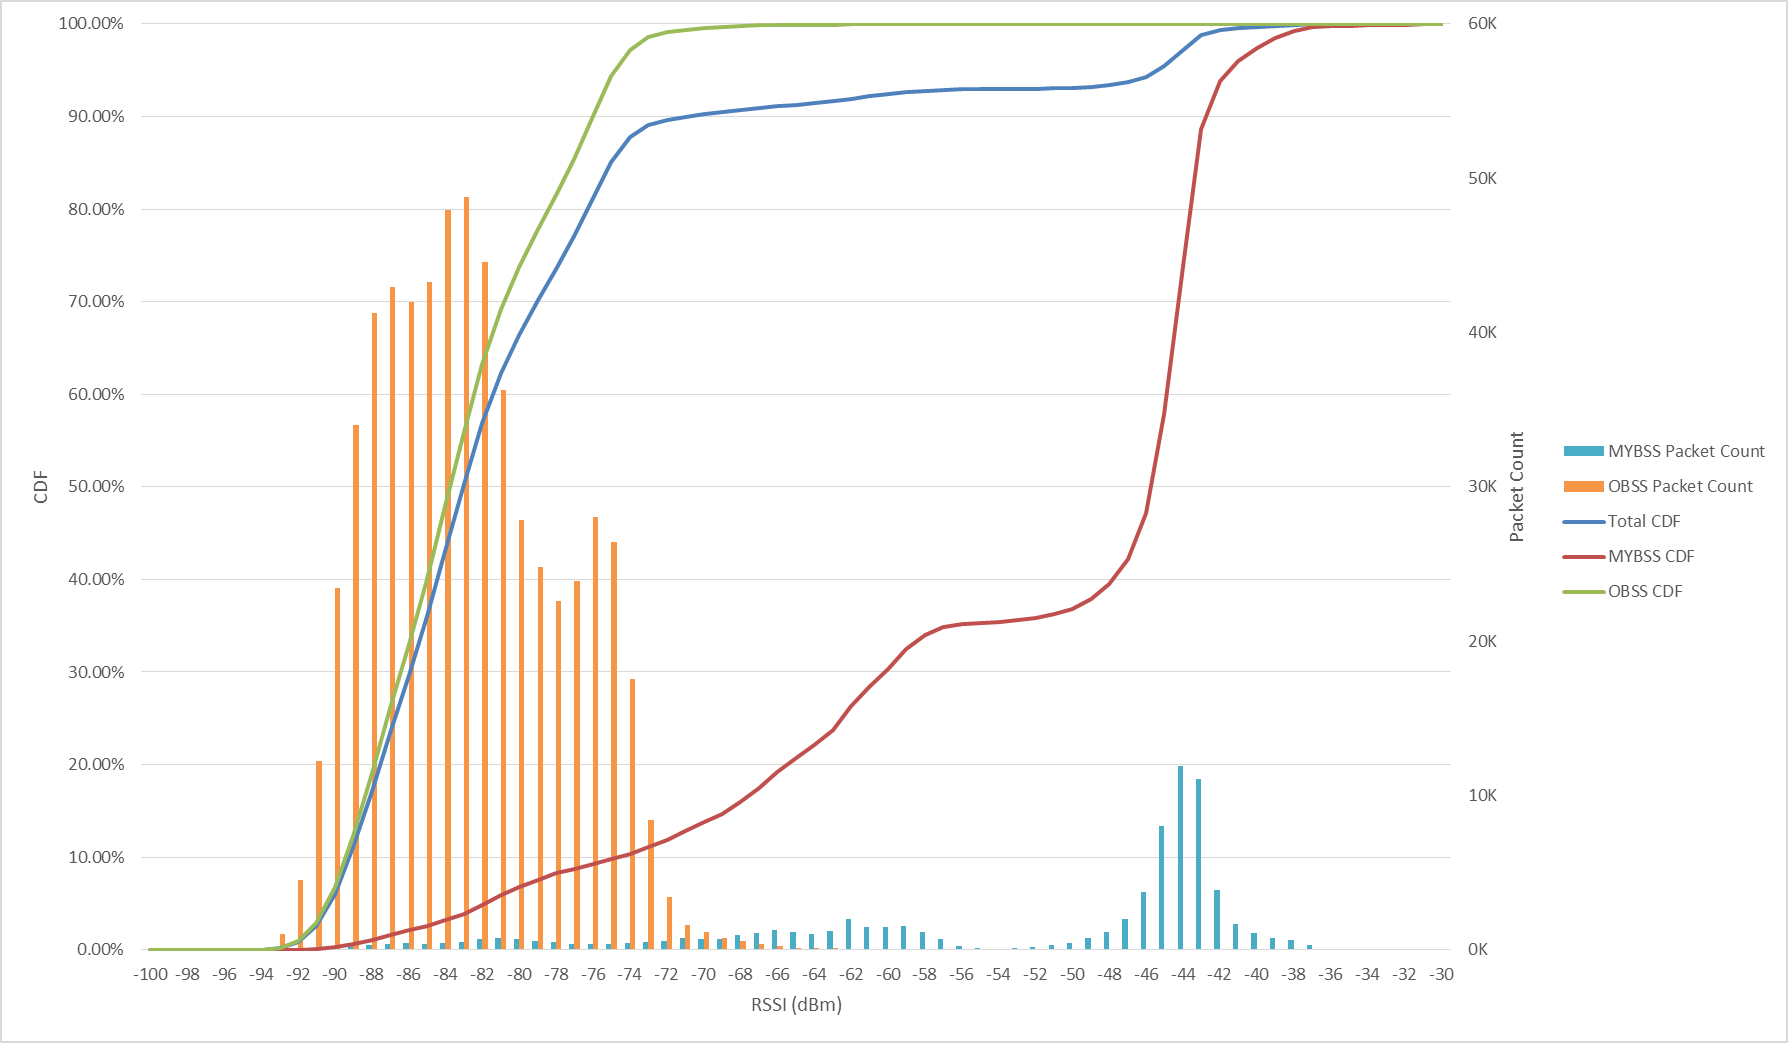 100.00%
90.00%
80.00%
70.00%
60.00%
50.00%
40.00%
30.00%
20.00%
10.00%
0.00%
CDF
60K
50K
40K
30K
20K
10K
0K
Packet Count
-100 -98 -96 -94 -92 -90 -88 -86 -84 -82 -80 -78 -76 -74 -72 -70 -68 -66 -64 -62 -60 -58 -56 -54 -52 -50 -48 -46 -44 -42 -40 -38 -36 -34 -32 -30
RSSI (dBm)
MYBSS Packet Count
OBSS Packet Count
Total CDF
MYBSS CDF
OBSS CDF